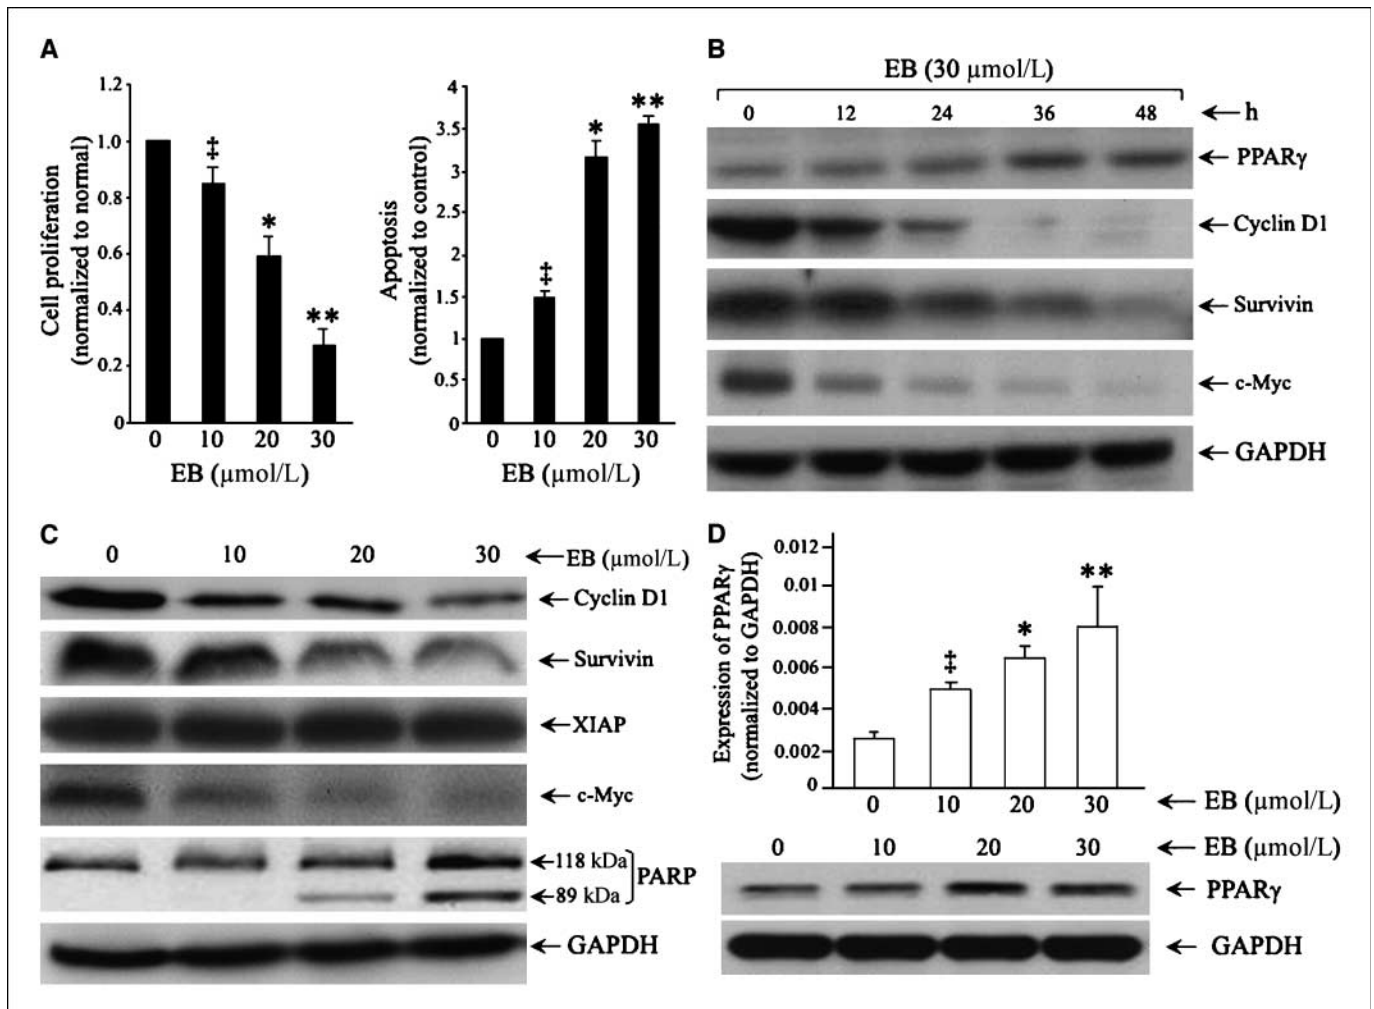 A
Cell proliferation
(normalized to normal)
1.2
1.0
0.8
0.6
0.4
0.2
0
‡
*
**
0 10 20 30
EB (µmol/L)
Apoptosis
(normalized to control)
4
3.5
3
2.5
2
1.5
1
0.5
0
‡
*
**
0 10 20 30
EB (µmol/L)
B
EB (30 µmol/L)
0 12 24 36 48 ←h
←PPARγ
←Cyclin D1
←Survivin
←c-Myc
←GAPDH
C
0 10 20 30 ←EB (µmol/L)
←Cyclin D1
←Survivin
←XIAP
←c-Myc
←118 kDa
PARP
←89 kDa
←GAPDH
D
Expression of PPARγ
(normalized to GAPDH)
0.012
0.01
0.008
0.006
0.004
0.002
0
‡
*
**
0 10 20 30 ← EB (µmol/L)
0 10 20 30 ← EB (µmol/L)
← PPARγ
← GAPDH